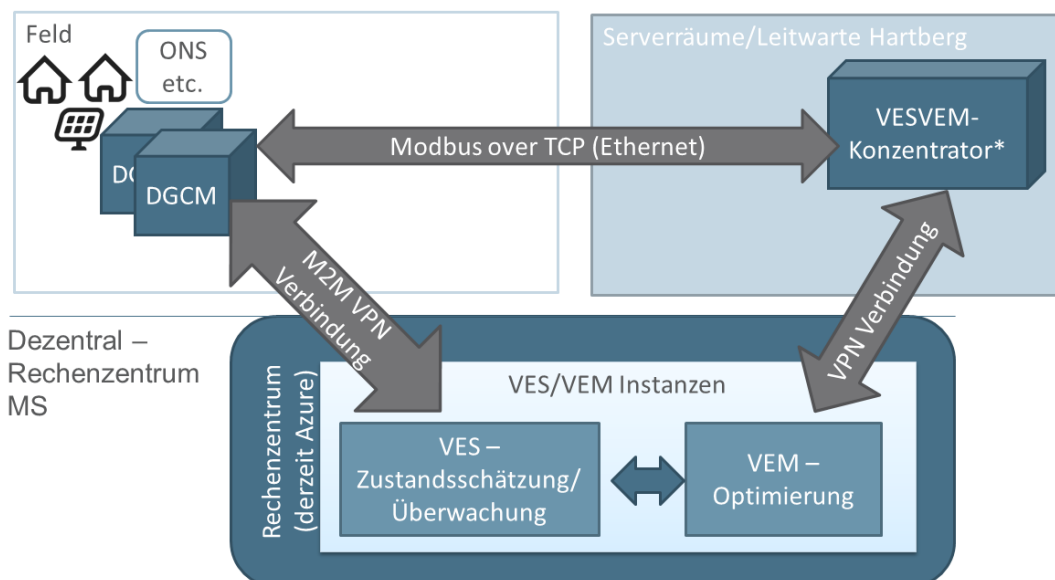 Feld
ONS
etc.
DGCM
Serverräume/Leitwarte Hartberg
VESVEM-
Konzentrator*
Modbus over TCP (Ethernet)
M2M VPN
Verbindung
VPN Verbindung
Dezentral –
Rechenzentrum
MS
Rechenzentrum
(derzeit Azure)
VES/VEM Instanzen
VES –
Zustandsschätzung/
Überwachung
VEM –
Optimierung